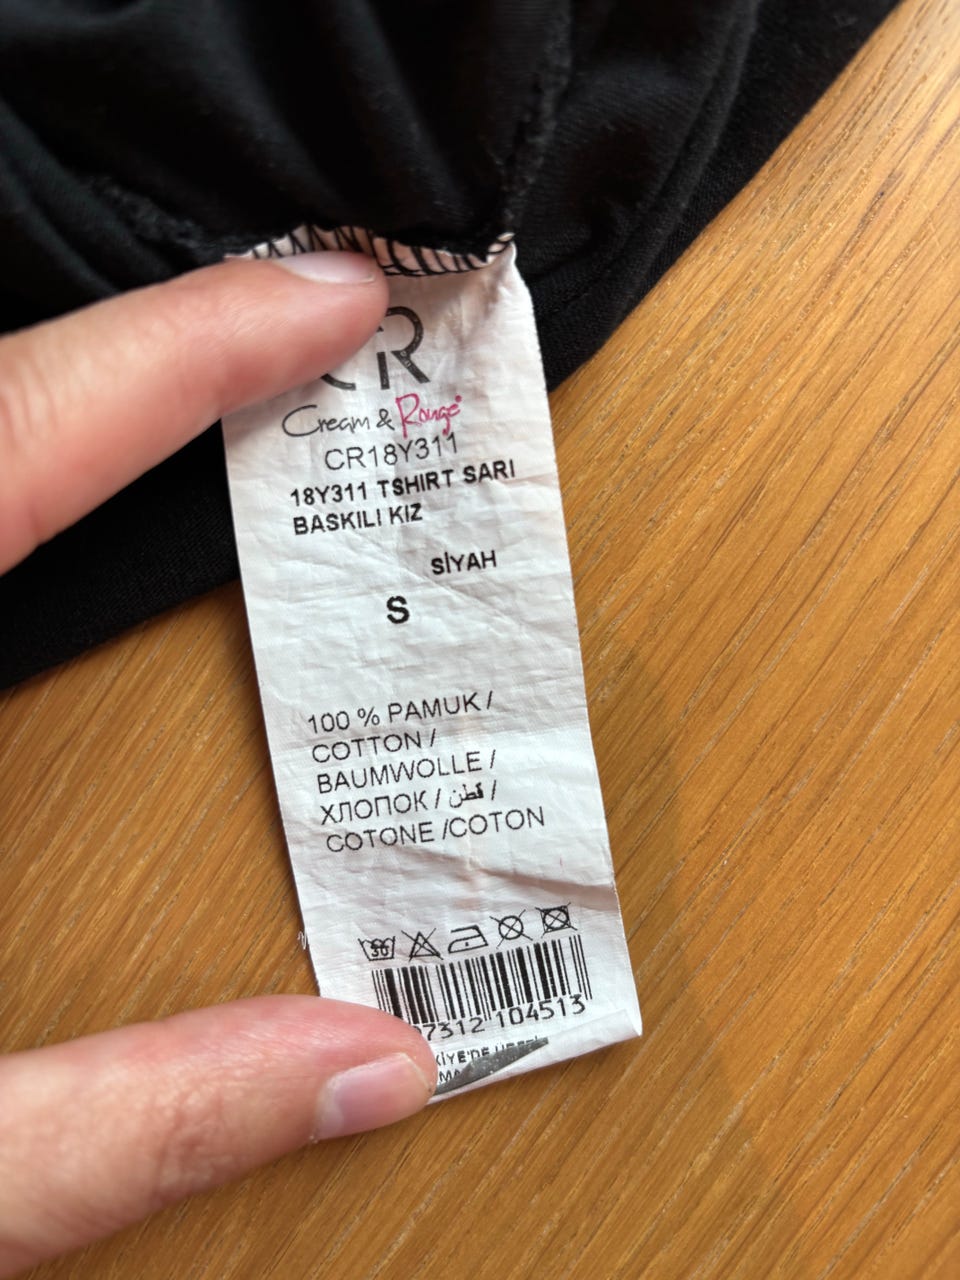 Cream & Rouge
CR18Y311
18Y311 TSHIRT SARI
BASKILI KIZ
SİYAH
S
100 % PAMUK /
COTTON /
BAUMWOLLE /
ХЛОПОК / قطن /
COTONE /COTON
30
7312 104513